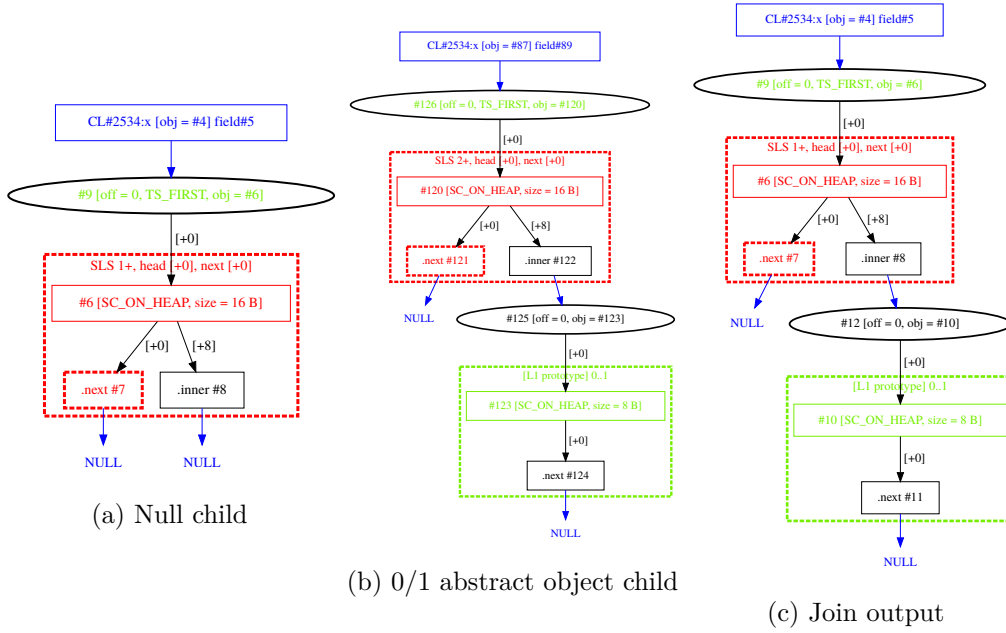 CL#2534:x [obj = #4] field#5
#9 [off = 0, TS_FIRST, obj = #6]
[+0]
SLS 1+, head [+0], next [+0]
#6 [SC_ON_HEAP, size = 16 B]
[+0]
[+8]
.next #7
.inner #8
NULL
NULL
(a) Null child
CL#2534:x [obj = #87] field#89
#126 [off = 0, TS_FIRST, obj = #120]
[+0]
SLS 2+, head [+0], next [+0]
#120 [SC_ON_HEAP, size = 16 B]
[+0]
[+8]
.next #121
.inner #122
NULL
#125 [off = 0, obj = #123]
[+0]
[L1 prototype] 0..1
#123 [SC_ON_HEAP, size = 8 B]
[+0]
.next #124
NULL
(b) 0/1 abstract object child
CL#2534:x [obj = #4] field#5
#9 [off = 0, TS_FIRST, obj = #6]
[+0]
SLS 1+, head [+0], next [+0]
#6 [SC_ON_HEAP, size = 16 B]
[+0]
[+8]
.next #7
.inner #8
NULL
#12 [off = 0, obj = #10]
[+0]
[L1 prototype] 0..1
#10 [SC_ON_HEAP, size = 8 B]
[+0]
.next #11
NULL
(c) Join output